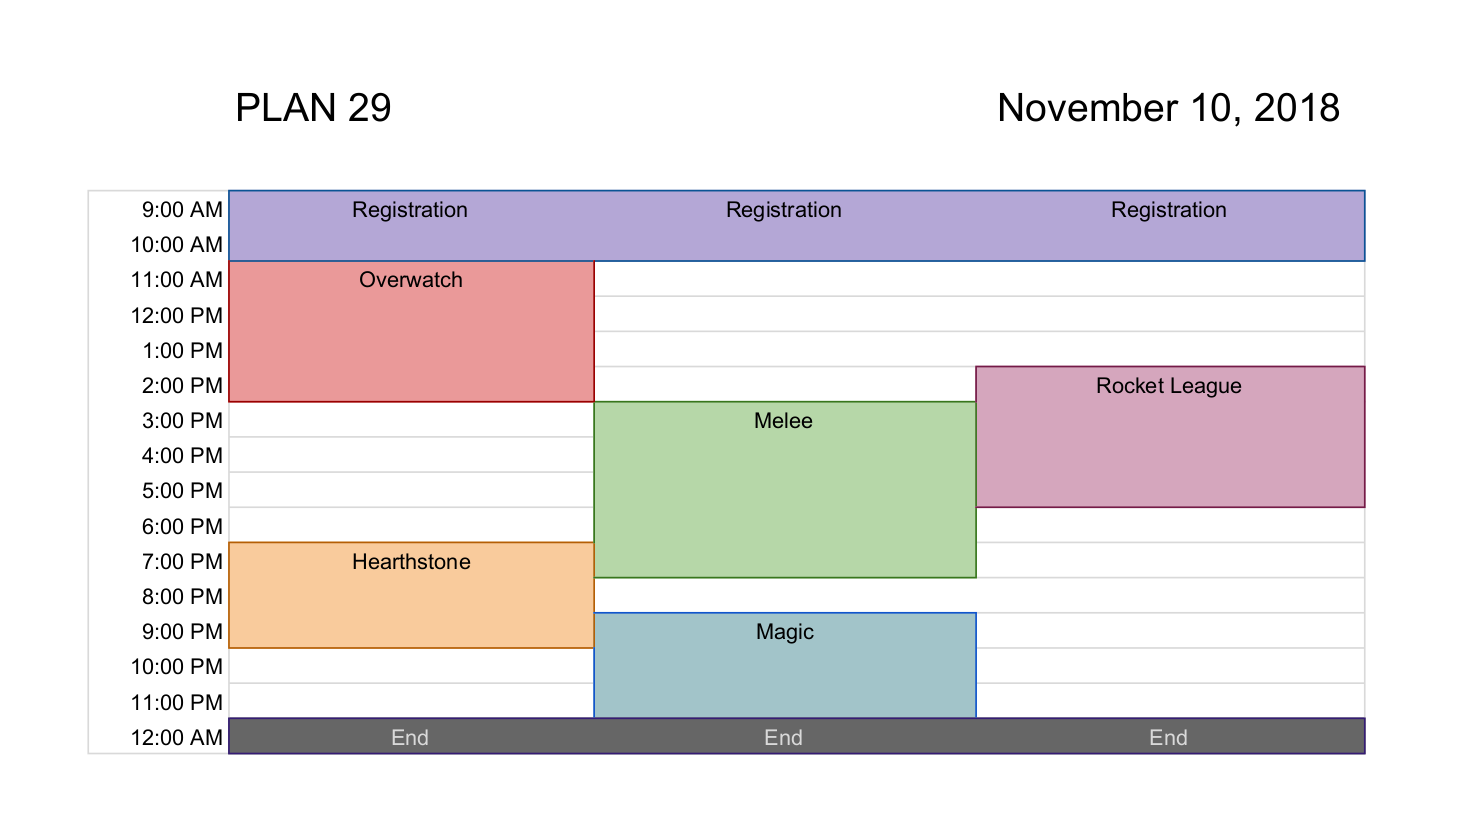 PLAN 29 November 10, 2018
9:00 AM Registration Registration Registration
10:00 AM
11:00 AM Overwatch
12:00 PM
1:00 PM
2:00 PM Rocket League
3:00 PM Melee
4:00 PM
5:00 PM
6:00 PM
7:00 PM Hearthstone
8:00 PM
9:00 PM Magic
10:00 PM
11:00 PM
12:00 AM End End End